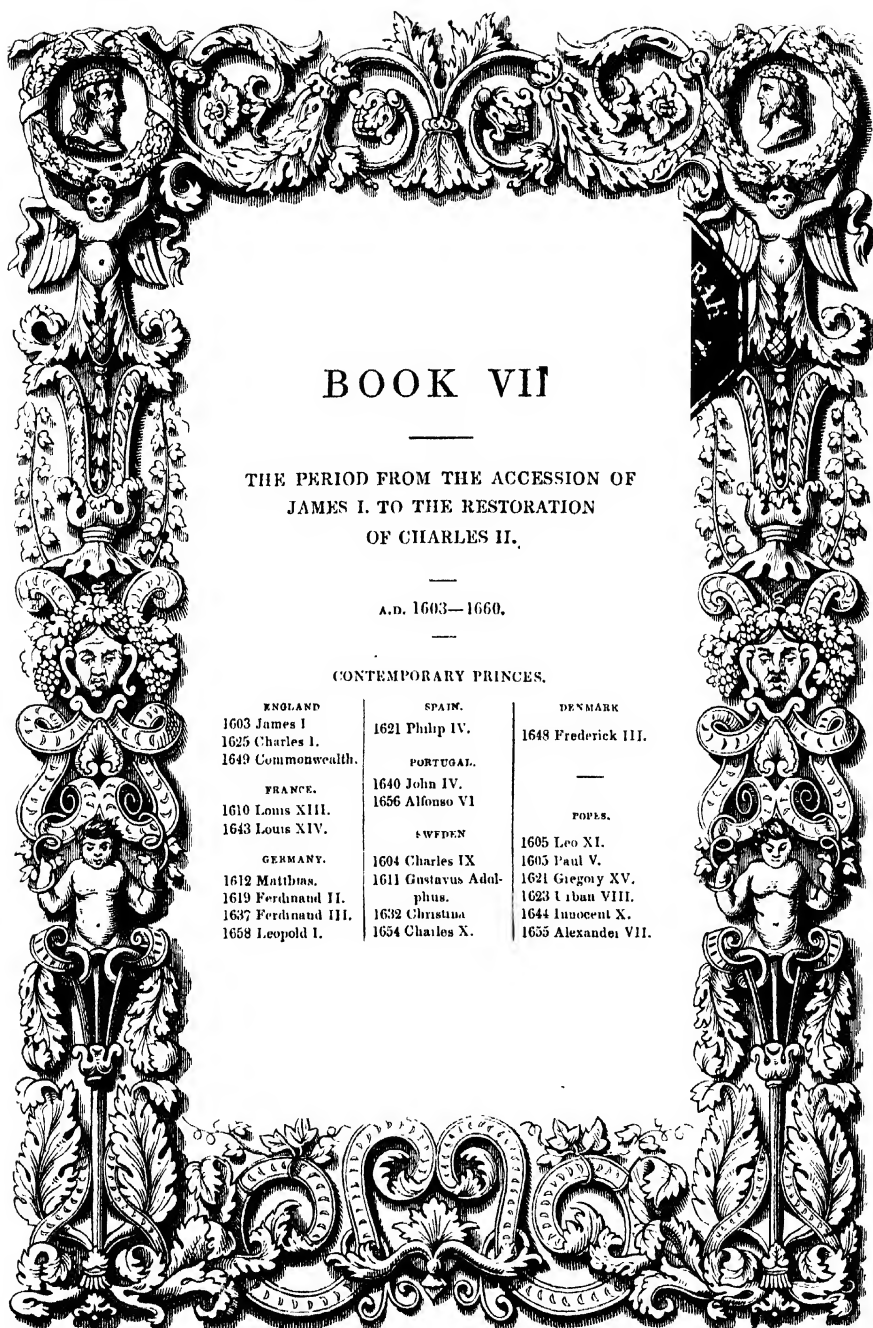 BOOK VII
THE PERIOD FROM THE ACCESSION OF
JAMES I. TO THE RESTORATION
OF CHARLES II.
A.D. 1603—1660.
CONTEMPORARY PRINCES.
ENGLAND
1603 James I
1625 Charles I.
1649 Commonwealth.
FRANCE.
1610 Louis XIII.
1643 Louis XIV.
GERMANY.
1612 Matthias.
1619 Ferdinand II.
1637 Ferdinand III.
1658 Leopold I.
SPAIN.
1621 Philip IV.
PORTUGAL.
1640 John IV.
1656 Alfonso VI
SWEDEN
1604 Charles IX
1611 Gustavus Adol-
phus.
1632 Christina
1654 Charles X.
DENMARK
1648 Frederick III.
POPES.
1605 Leo XI.
1605 Paul V.
1621 Gregory XV.
1623 Urban VIII.
1644 Innocent X.
1655 Alexander VII.